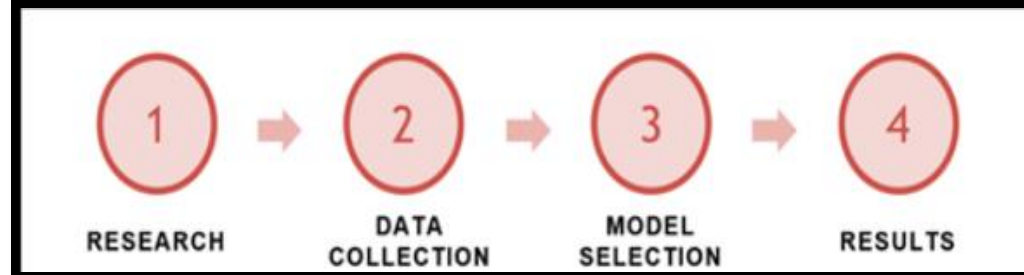 1
2
3
4
RESEARCH
DATA
COLLECTION
MODEL
SELECTION
RESULTS